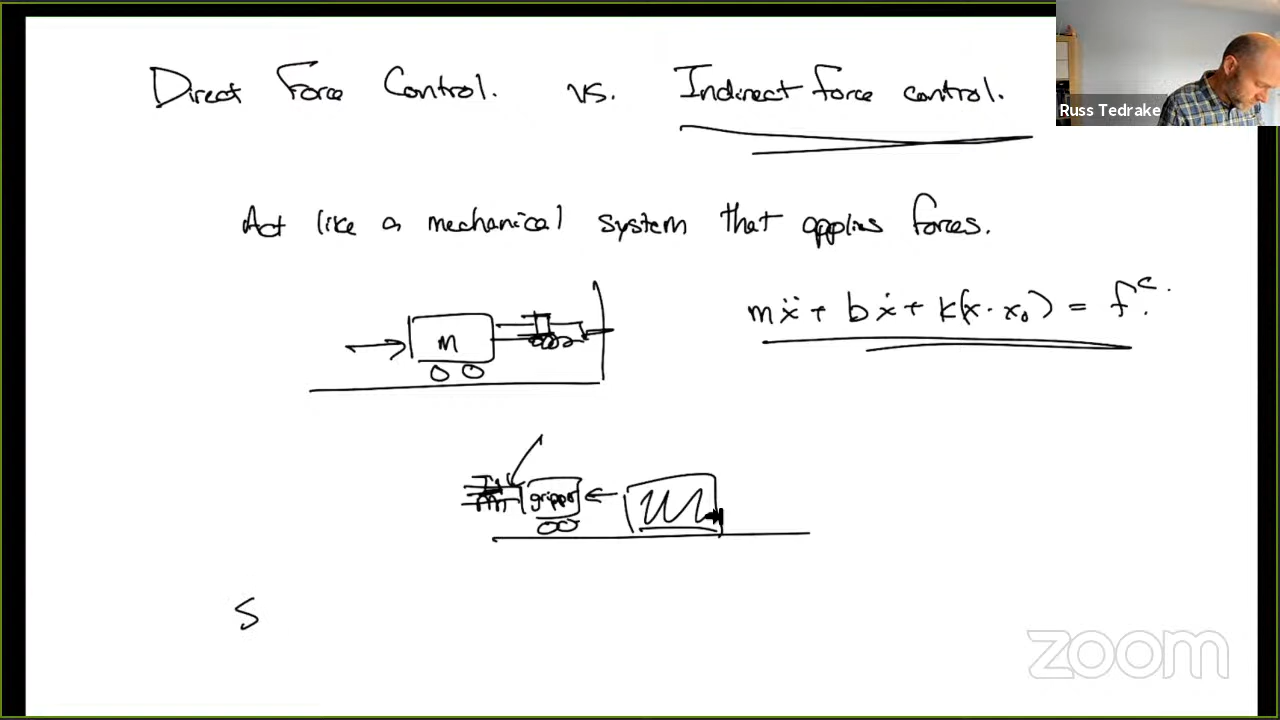 Direct Force Control. vs. Indirect force control.
Russ Tedrake
Act like a mechanical system that applies forces.
mẍ + bẋ + k(x - x₀) = fᶜ.
m
gripper
S
zoom